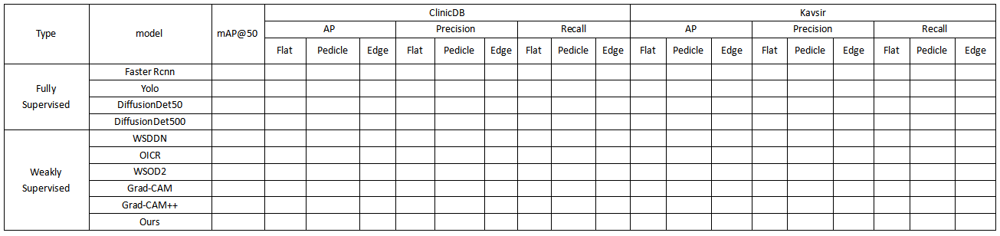 Type model mAP@50 ClinicDB Kavsir
AP Precision Recall AP Precision Recall
Flat Pedicle Edge Flat Pedicle Edge Flat Pedicle Edge Flat Pedicle Edge Flat Pedicle Edge Flat Pedicle Edge
Fully Supervised
Faster Rcnn
Yolo
DiffusionDet50
DiffusionDet500
Weakly Supervised
WSDDN
OICR
WSOD2
Grad-CAM
Grad-CAM++
Ours